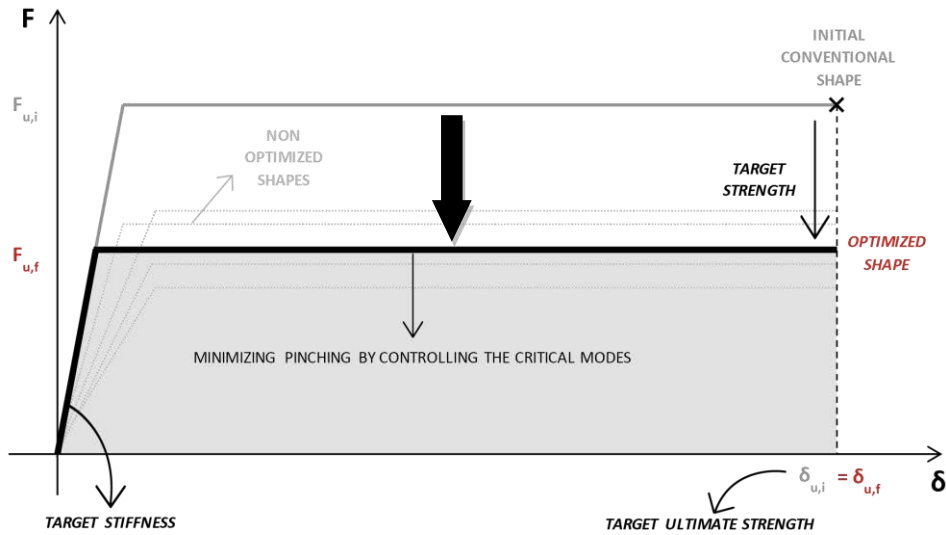 F
INITIAL
CONVENTIONAL
SHAPE
F u,i
NON
OPTIMIZED
SHAPES
TARGET
STRENGTH
F u,f
OPTIMIZED
SHAPE
MINIMIZING PINCHING BY CONTROLLING THE CRITICAL MODES
δ u,i = δ u,f
δ
TARGET STIFFNESS
TARGET ULTIMATE STRENGTH